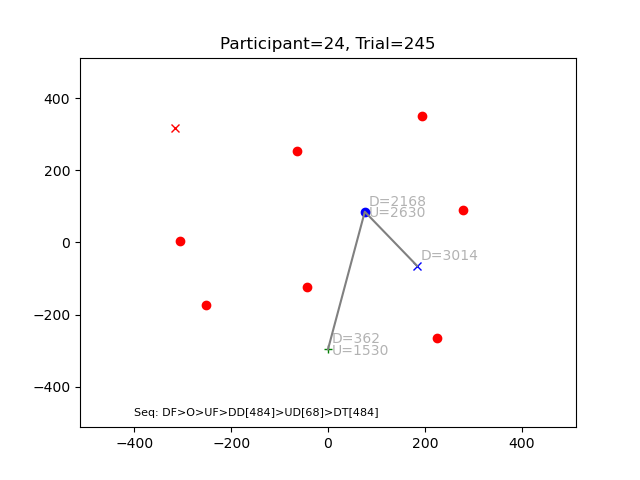 Participant=24, Trial=245
400
200
0
−200
−400
D=2168
U=2630
D=3014
D=362
U=1530
Seq: DF>O>UF>DD[484]>UD[68]>DT[484]
−400
−200
0
200
400